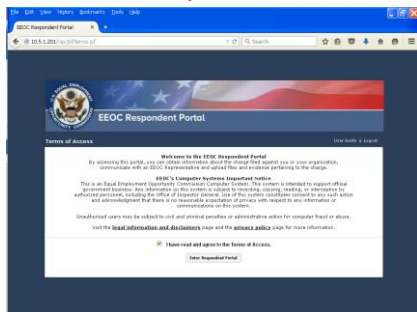 File Edit View History Bookmarks Tools Help
EEOC Respondent Portal
10.5.1.201/rsp/pl/terms.jsf
Search
EEOC Respondent Portal
Terms of Access
User Guide | Logout
Welcome to the EEOC Respondent Portal
By accessing this portal, you can obtain information about the charge filed against you or your organization,
communicate with an EEOC Representative and upload files and evidence pertaining to the charge.
EEOC's Computer Systems Important Notice
This is an Equal Employment Opportunity Commission Computer System. This system is intended to support official
government business. Any information on this system is subject to recording, copying, reading, or interception by
authorized personnel, including the Office of Inspector General. Use of this system constitutes consent to any such action
and acknowledgment that there is no reasonable expectation of privacy with respect to any information or
communications on this system.
Unauthorized users may be subject to civil and criminal penalties or administrative action for computer fraud or abuse.
Visit the legal information and disclaimers page and the privacy policy page for more information.
I have read and agree to the Terms of Access.
Enter Respondent Portal